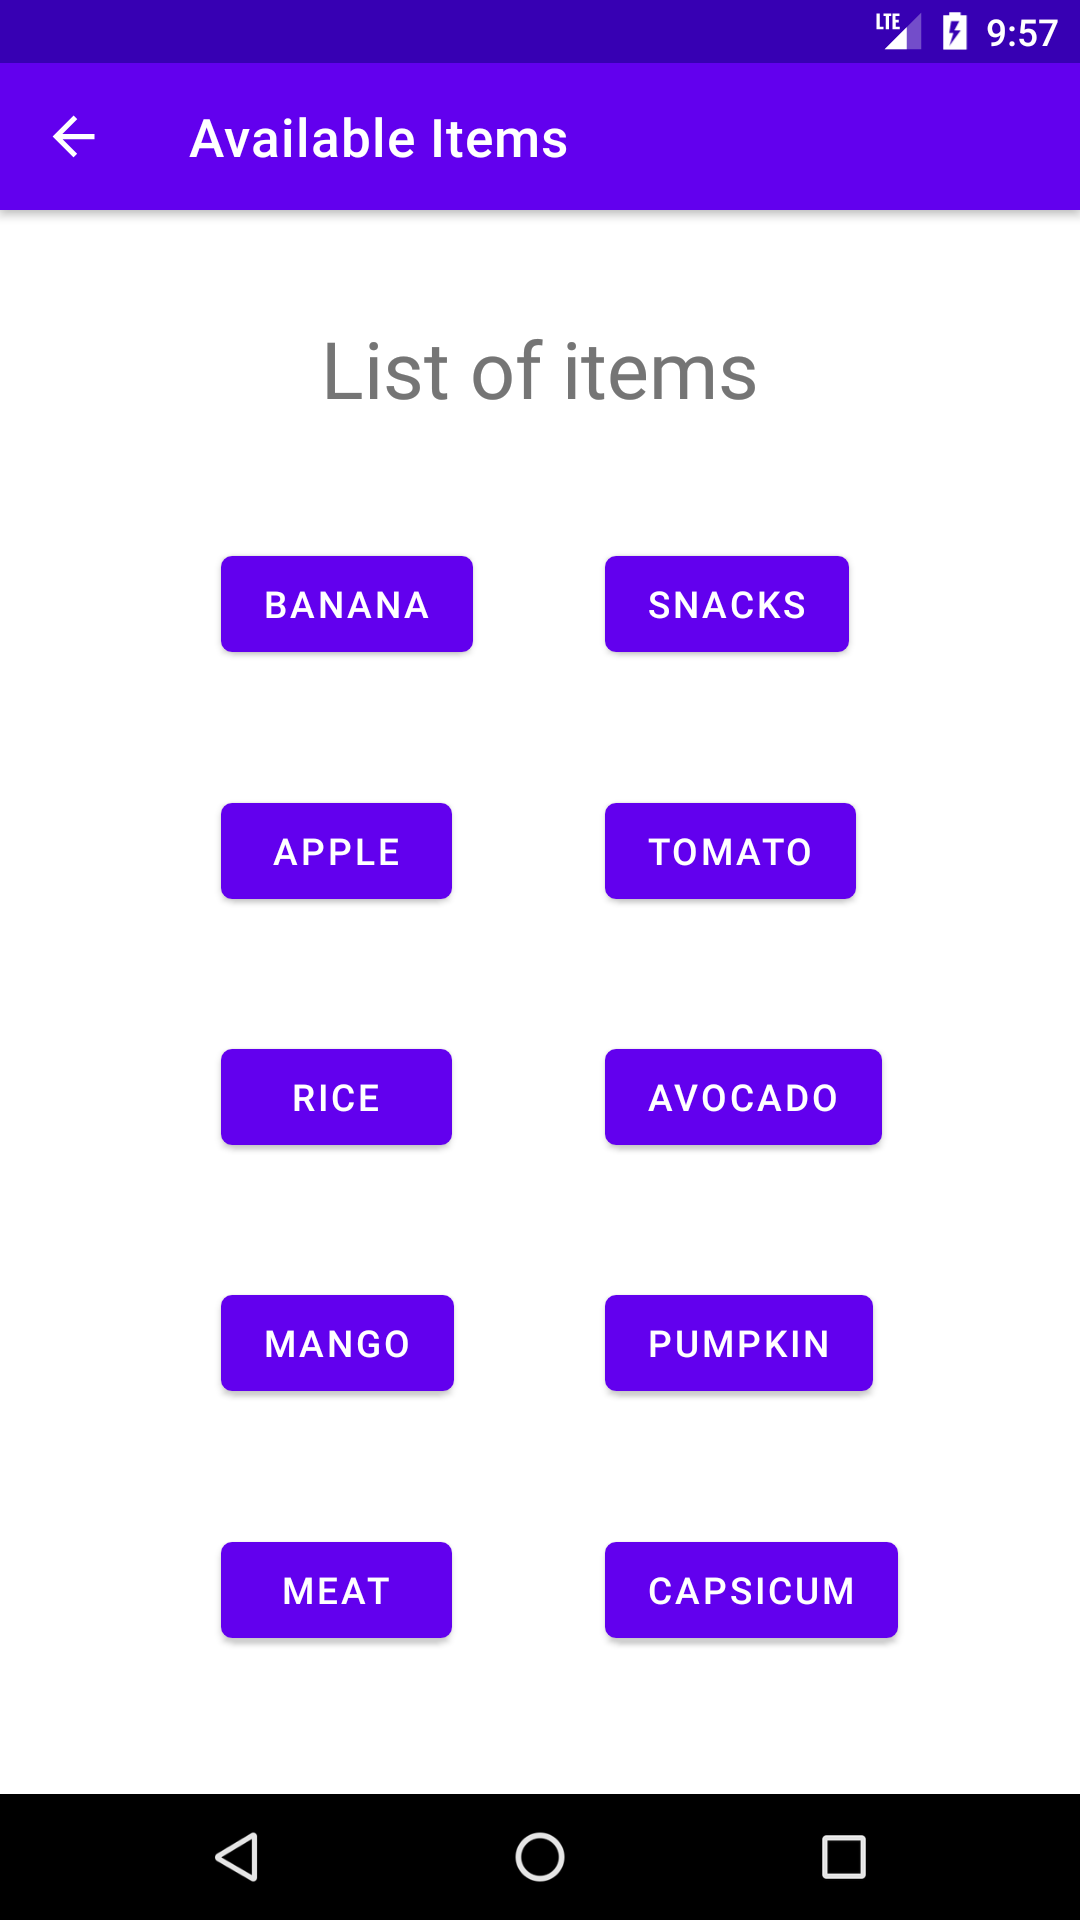 LTE 9:57
Available Items
List of items
BANANA SNACKS
APPLE TOMATO
RICE AVOCADO
MANGO PUMPKIN
MEAT CAPSICUM